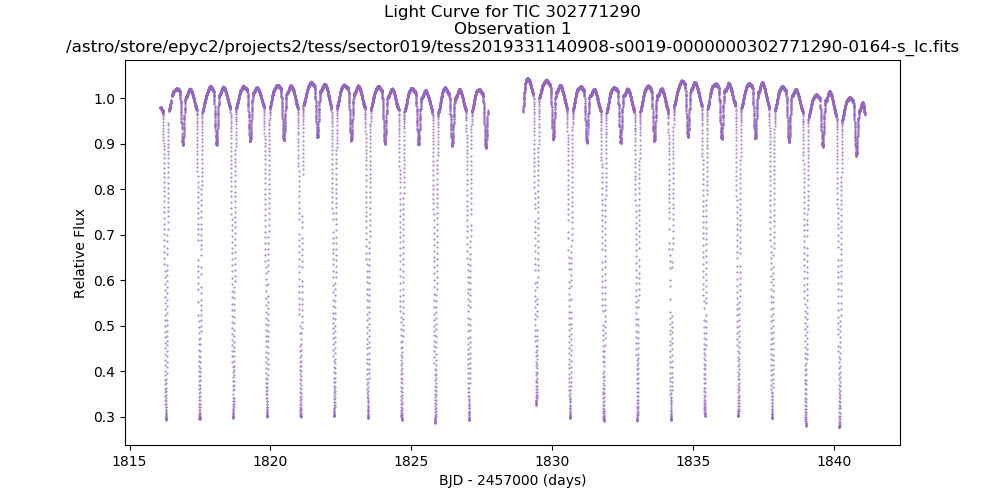 Light Curve for TIC 302771290
Observation 1
/astro/store/epyc2/projects2/tess/sector019/tess2019331140908-s0019-0000000302771290-0164-s_lc.fits
Relative Flux
1.0
0.9
0.8
0.7
0.6
0.5
0.4
0.3
1815
1820
1825
1830
1835
1840
BJD - 2457000 (days)